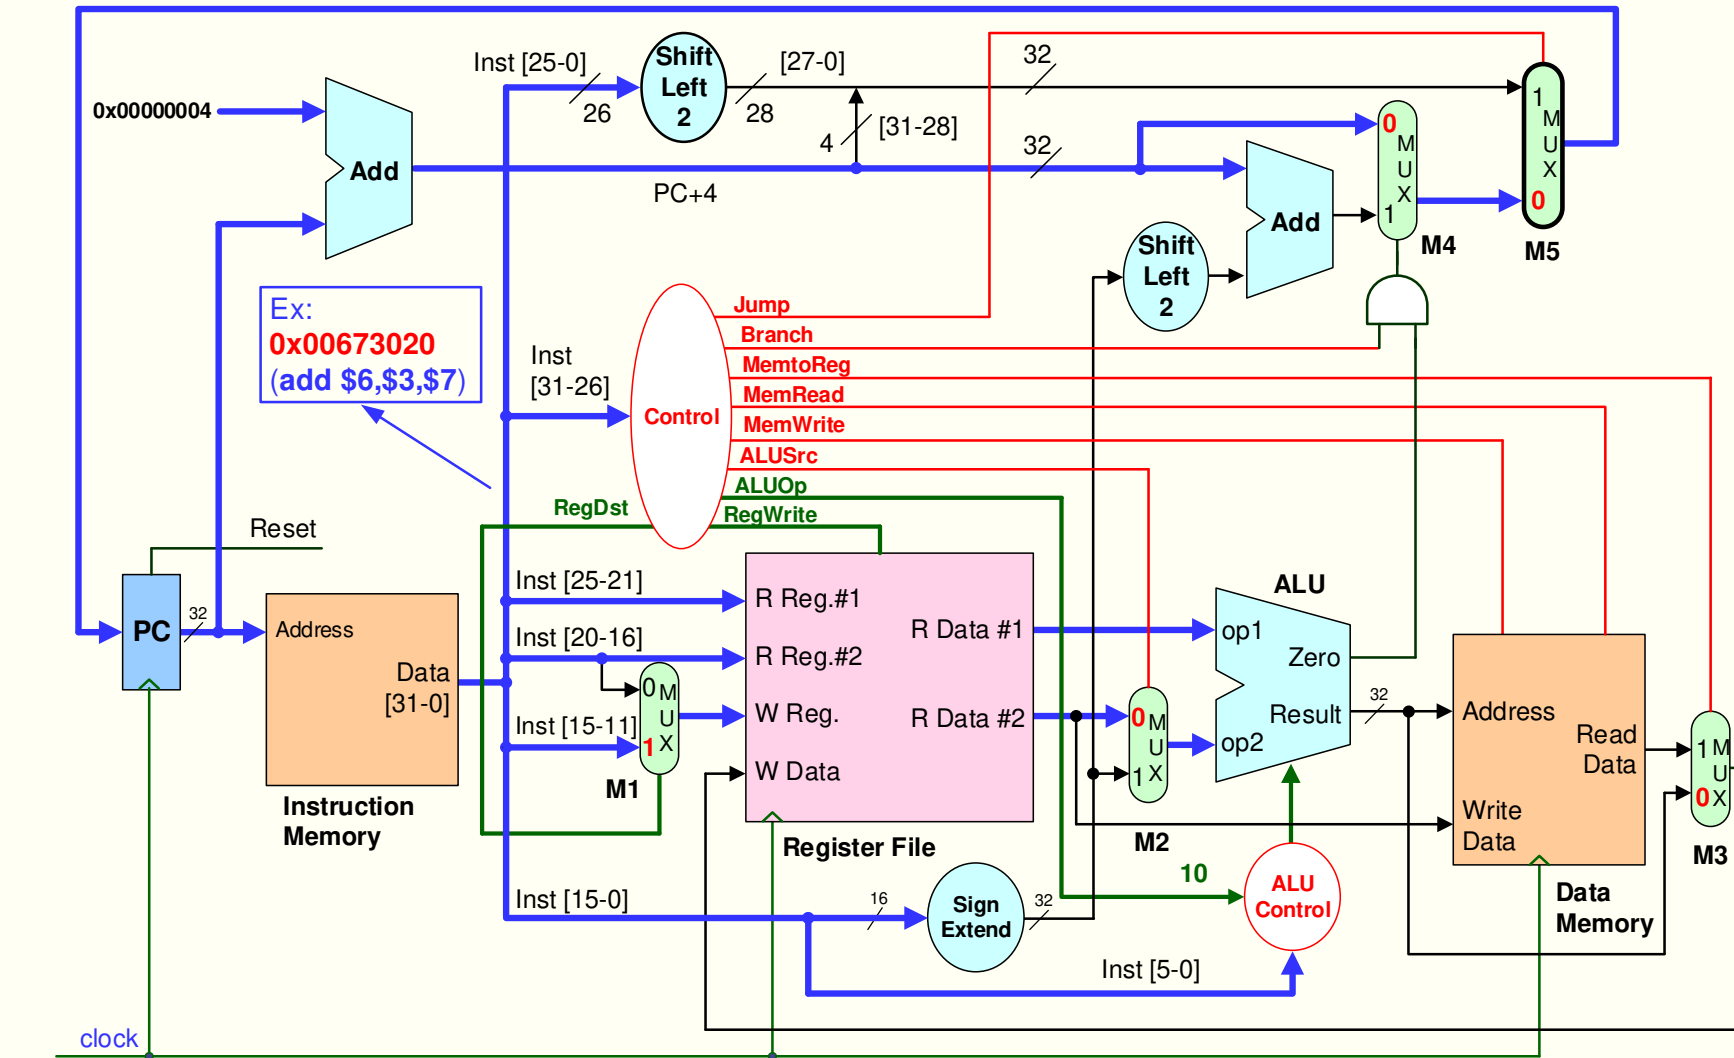 Inst [25-0]
26
Shift
Left
2
[27-0]
28
32
4
[31-28]
0x00000004
Add
PC+4
32
0
M
U
X
1
M4
1
M
U
X
0
M5
Add
Shift
Left
2
Ex:
0x00673020
(add $6,$3,$7)
Inst
[31-26]
Control
Jump
Branch
MemtoReg
MemRead
MemWrite
ALUSrc
ALUOp
RegWrite
RegDst
Reset
PC
32
Address
Data
[31-0]
Instruction
Memory
Inst [25-21]
Inst [20-16]
Inst [15-11]
0
M
U
1 X
M1
R Reg.#1
R Reg.#2
W Reg.
W Data
R Data #1
R Data #2
Register File
0
M
U
1 X
M2
ALU
op1
Zero
Result
op2
32
Address
Read
Data
Write
Data
Data
Memory
1 M
U
0 X
M3
10
ALU
Control
Inst [15-0]
16
Sign
Extend
32
Inst [5-0]
clock